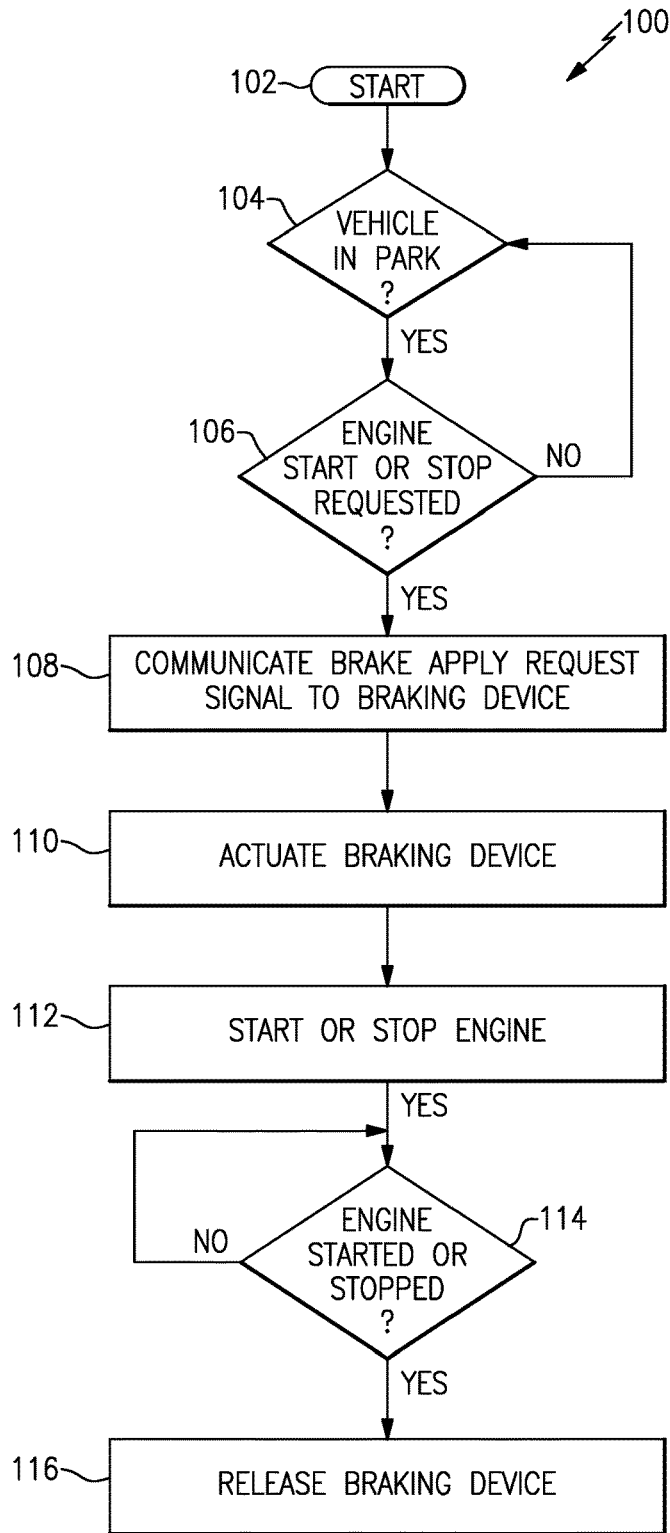 100
102
START
104
VEHICLE
IN PARK
?
YES
106
ENGINE
START OR STOP
REQUESTED
?
NO
YES
108
COMMUNICATE BRAKE APPLY REQUEST
SIGNAL TO BRAKING DEVICE
110
ACTUATE BRAKING DEVICE
112
START OR STOP ENGINE
YES
114
ENGINE
STARTED OR
STOPPED
?
NO
YES
116
RELEASE BRAKING DEVICE